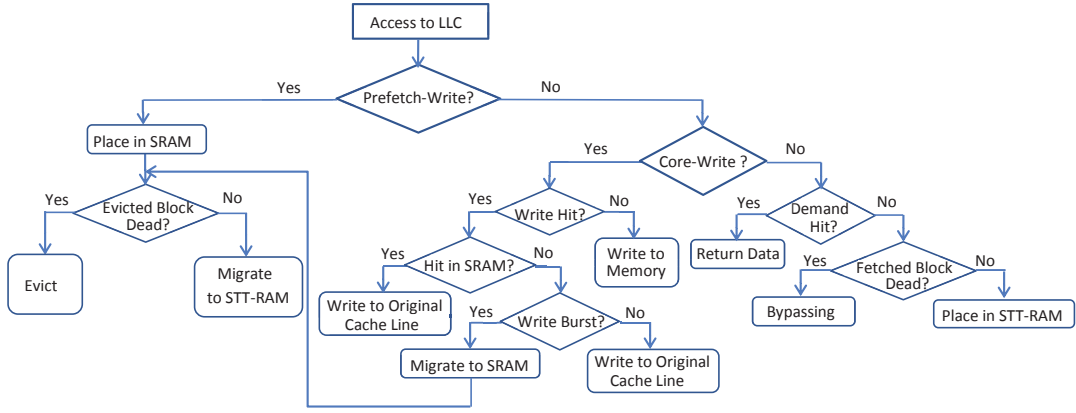 Access to LLC
Yes
Prefetch-Write?
No
Place in SRAM
Yes
Core-Write ?
No
Yes
Evicted Block
Dead?
No
Yes
Write Hit?
No
Yes
Demand
Hit?
No
Evict
Migrate
to STT-RAM
Yes
Hit in SRAM?
No
Write to
Memory
Return Data
Yes
Fetched Block
Dead?
No
Write to Original
Cache Line
Yes
Write Burst?
No
Bypassing
Place in STT-RAM
Migrate to SRAM
Write to Original
Cache Line